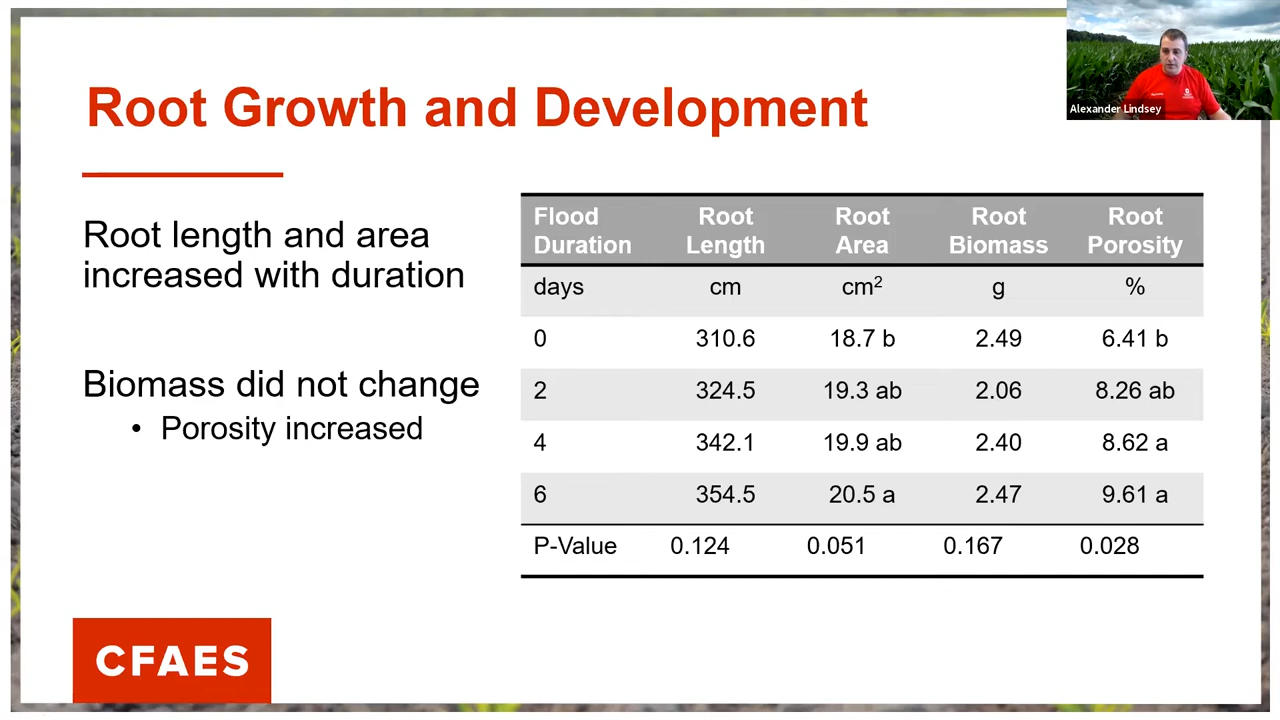 Root Growth and Development
Alexander Lindsey
Root length and area
increased with duration
Biomass did not change
• Porosity increased
Flood Duration Root Length Root Area Root Biomass Root Porosity
days cm cm² g %
0 310.6 18.7 b 2.49 6.41 b
2 324.5 19.3 ab 2.06 8.26 ab
4 342.1 19.9 ab 2.40 8.62 a
6 354.5 20.5 a 2.47 9.61 a
P-Value 0.124 0.051 0.167 0.028
CFAES